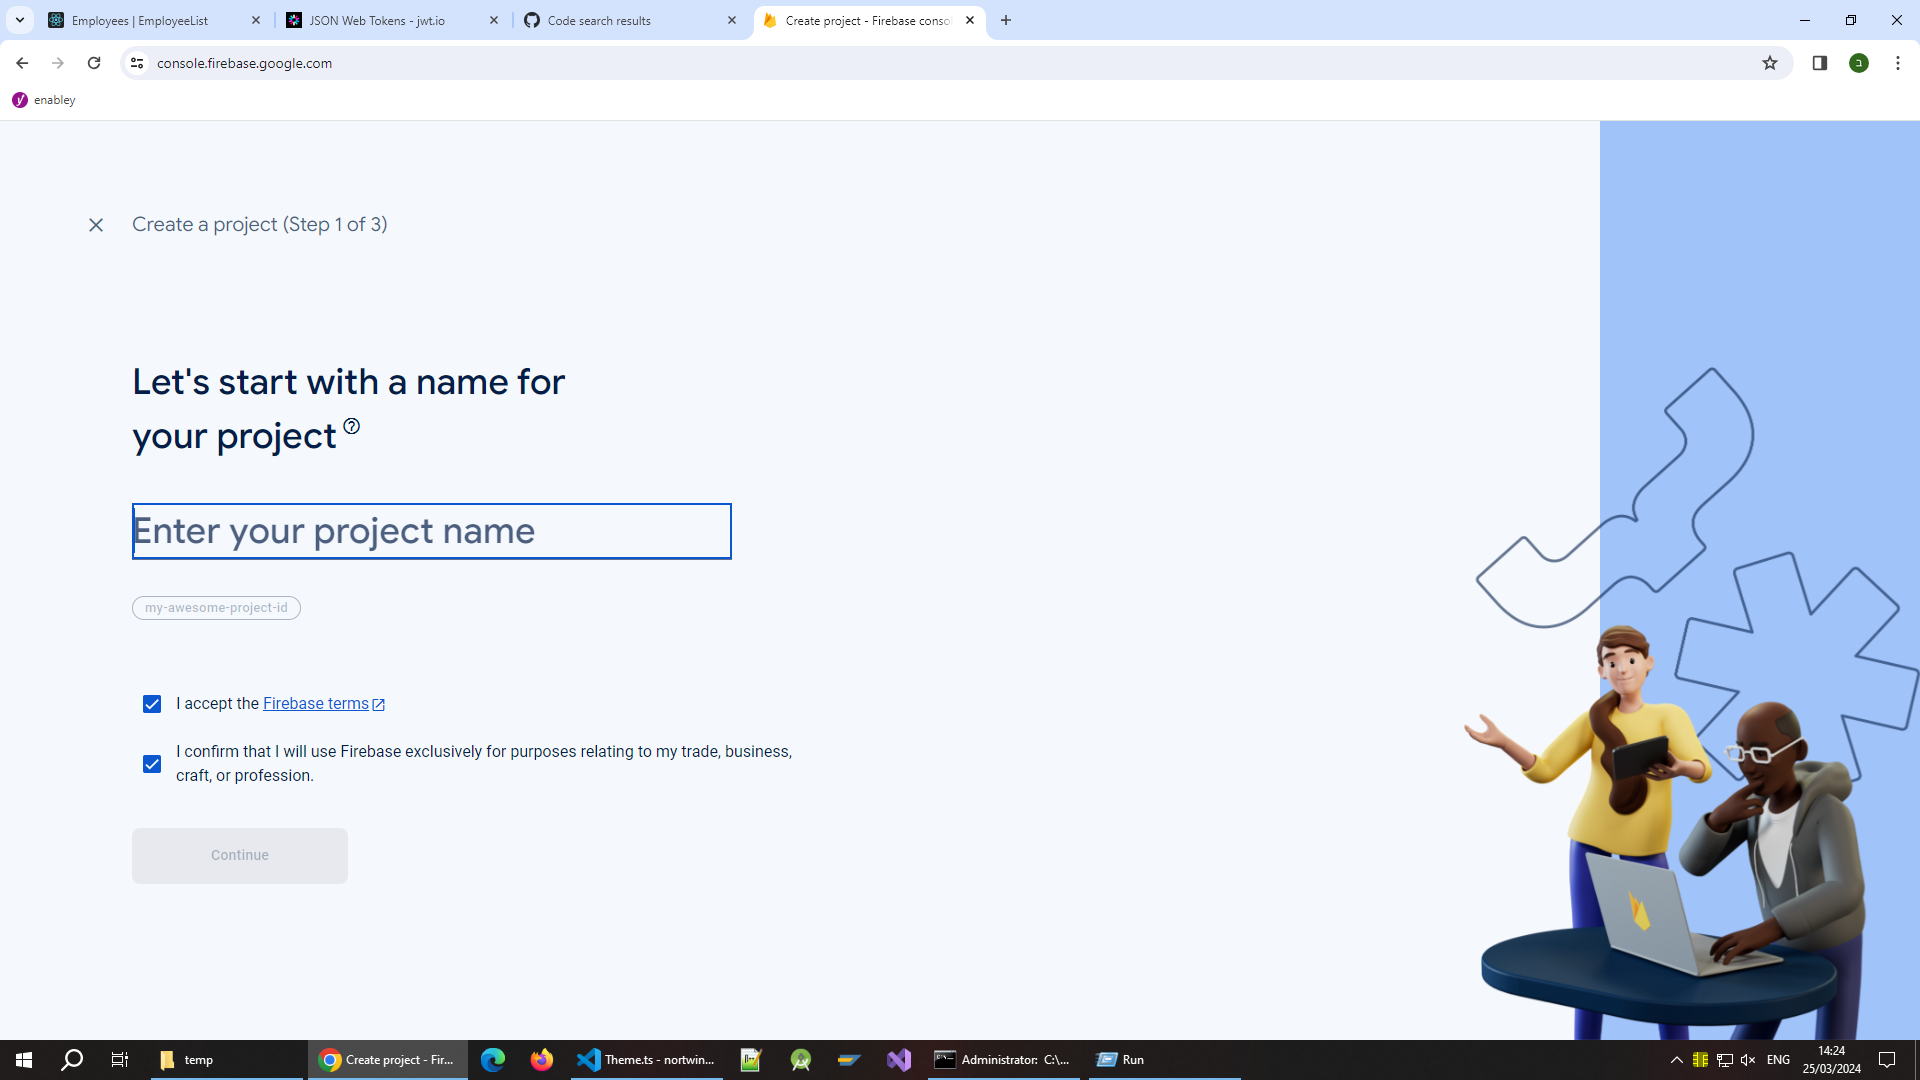 Employees | EmployeeList
JSON Web Tokens - jwt.io
Code search results
Create project - Firebase conso
console.firebase.google.com
ב
enabley
Create a project (Step 1 of 3)
Let's start with a name for
your project
Enter your project name
my-awesome-project-id
I accept the Firebase terms
I confirm that I will use Firebase exclusively for purposes relating to my trade, business,
craft, or profession.
Continue
temp
Create project - Fir...
Theme.ts - nortwin...
Administrator: C:\...
Run
ENG
14:24
25/03/2024